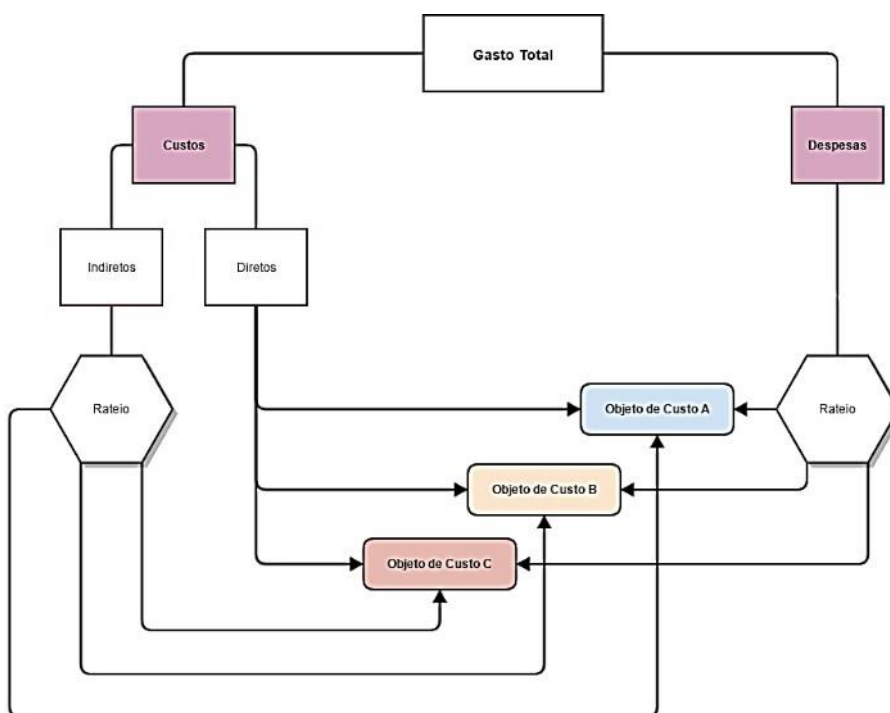 Gasto Total
Custos
Despesas
Indiretos
Diretos
Rateio
Objeto de Custo A
Rateio
Objeto de Custo B
Objeto de Custo C